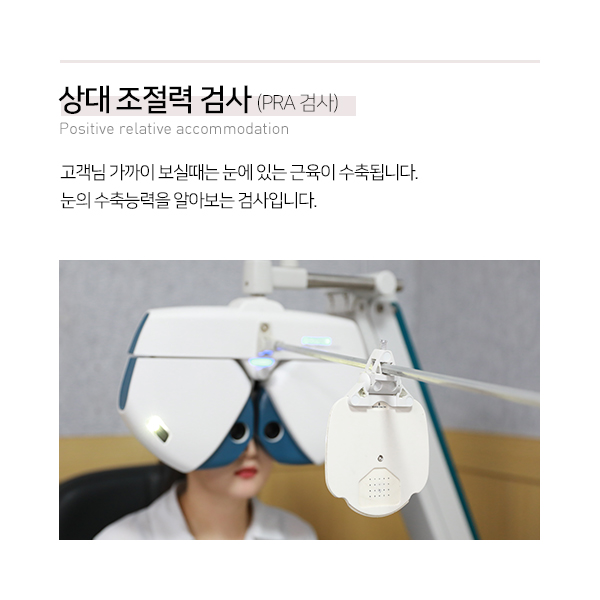 상대 조절력 검사 (PRA 검사)
Positive relative accommodation
고객님 가까이 보실때는 눈에 있는 근육이 수축됩니다.
눈의 수축능력을 알아보는 검사입니다.